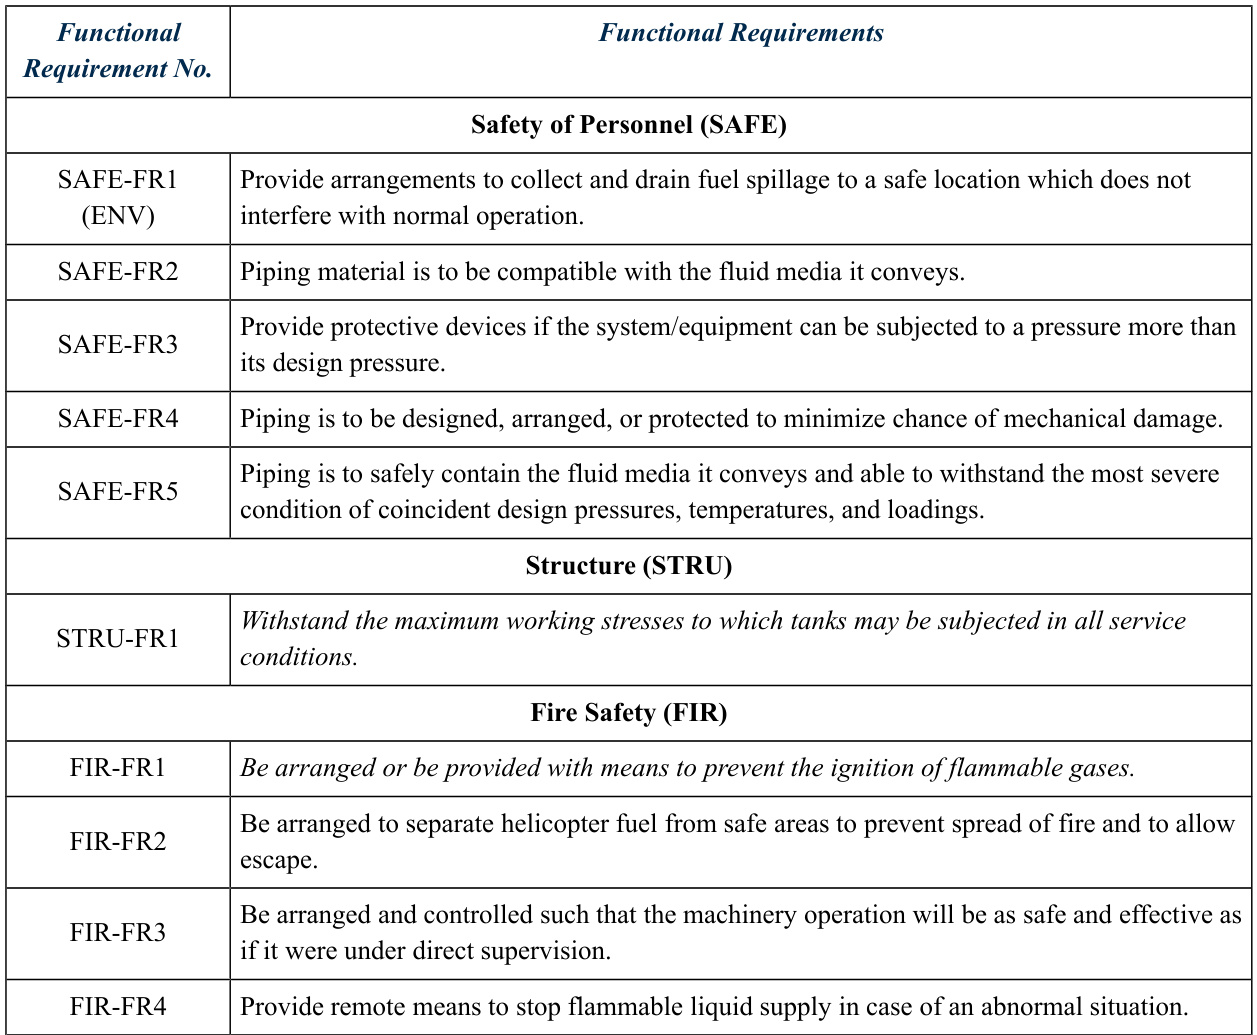 Functional
Requirement No.
Functional Requirements
Safety of Personnel (SAFE)
SAFE-FR1
(ENV)
Provide arrangements to collect and drain fuel spillage to a safe location which does not
interfere with normal operation.
SAFE-FR2
Piping material is to be compatible with the fluid media it conveys.
SAFE-FR3
Provide protective devices if the system/equipment can be subjected to a pressure more than
its design pressure.
SAFE-FR4
Piping is to be designed, arranged, or protected to minimize chance of mechanical damage.
SAFE-FR5
Piping is to safely contain the fluid media it conveys and able to withstand the most severe
condition of coincident design pressures, temperatures, and loadings.
Structure (STRU)
STRU-FR1
Withstand the maximum working stresses to which tanks may be subjected in all service
conditions.
Fire Safety (FIR)
FIR-FR1
Be arranged or be provided with means to prevent the ignition of flammable gases.
FIR-FR2
Be arranged to separate helicopter fuel from safe areas to prevent spread of fire and to allow
escape.
FIR-FR3
Be arranged and controlled such that the machinery operation will be as safe and effective as
if it were under direct supervision.
FIR-FR4
Provide remote means to stop flammable liquid supply in case of an abnormal situation.